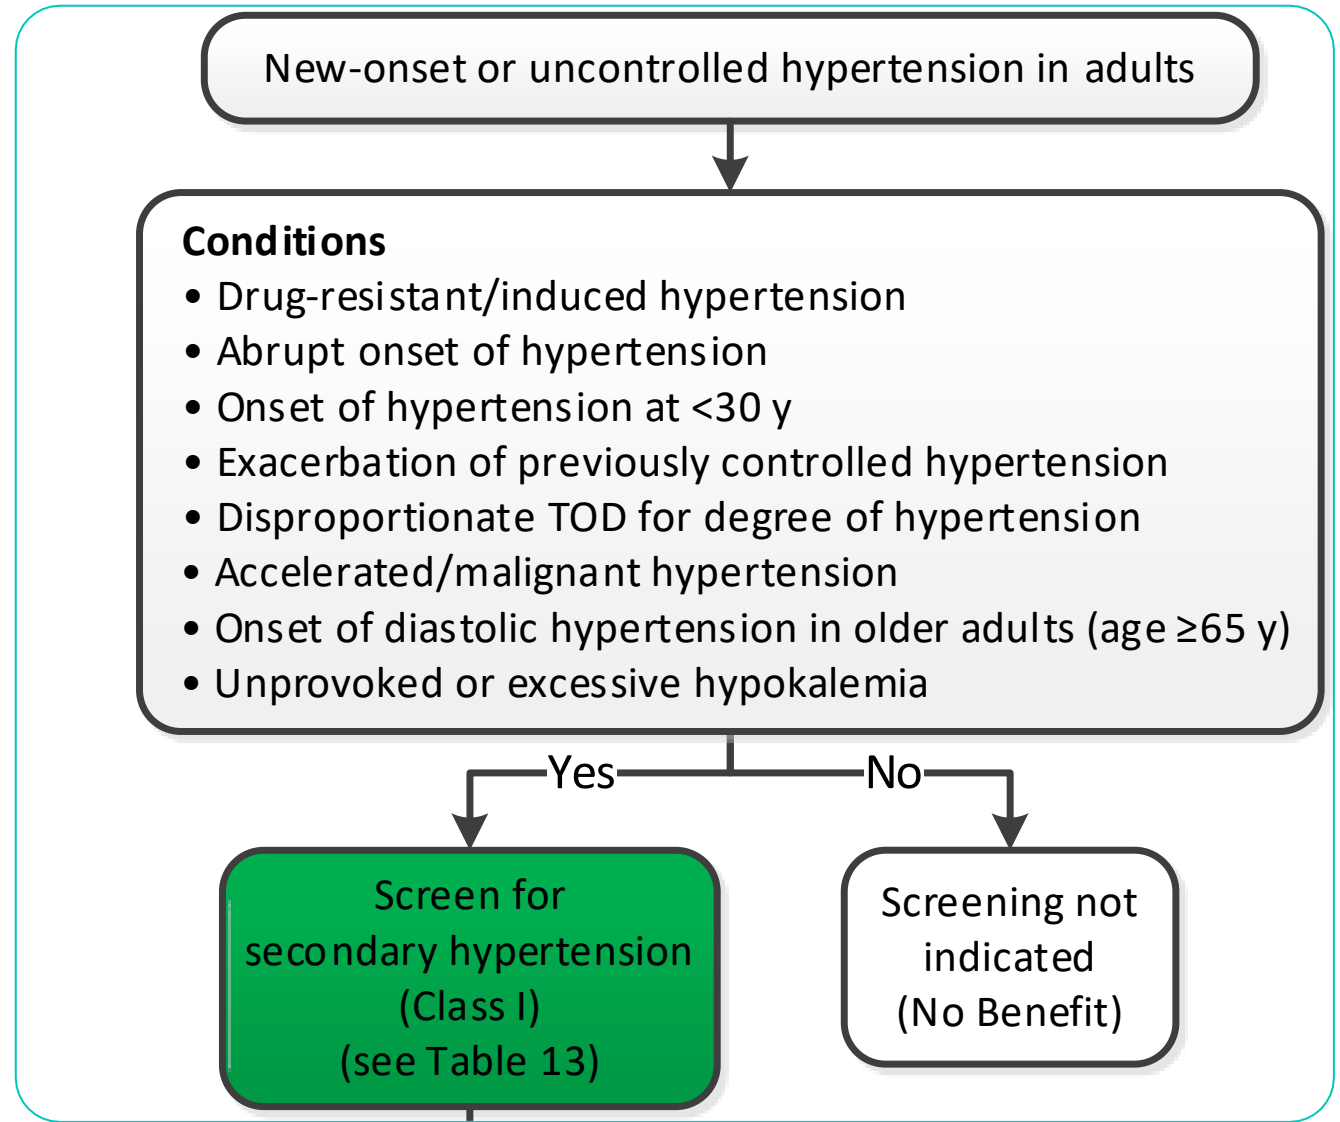 New-onset or uncontrolled hypertension in adults
Conditions
• Drug-resistant/induced hypertension
• Abrupt onset of hypertension
• Onset of hypertension at <30 y
• Exacerbation of previously controlled hypertension
• Disproportionate TOD for degree of hypertension
• Accelerated/malignant hypertension
• Onset of diastolic hypertension in older adults (age ≥65 y)
• Unprovoked or excessive hypokalemia
Yes
No
Screen for
secondary hypertension
(Class I)
(see Table 13)
Screening not
indicated
(No Benefit)